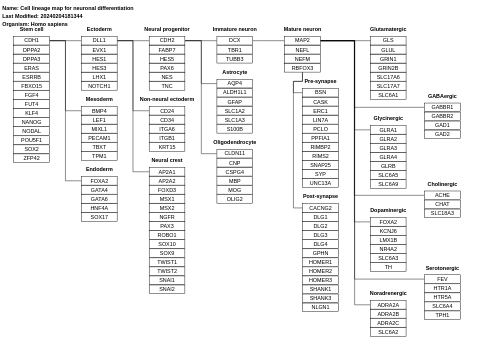 Name: Cell lineage map for neuronal differentiation
Last Modified: 20240204181344
Organism: Homo sapiens
Stem cell
CDH1
DPPA2
DPPA3
ERAS
ESRRB
FBXO15
FGF4
FUT4
KLF4
NANOG
NODAL
POU5F1
SOX2
ZFP42
Ectoderm
DLL1
EVX1
HES1
HES3
LHX1
NOTCH1
Mesoderm
BMP4
LEF1
MIXL1
PECAM1
TBXT
TPM1
Endoderm
FOXA2
GATA4
GATA6
HNF4A
SOX17
Neural progenitor
CDH2
FABP7
HES5
PAX6
NES
TNC
Non-neural ectoderm
CD24
CD34
ITGA6
ITGB1
KRT15
Neural crest
AP2A1
AP2A2
FOXD3
MSX1
MSX2
NGFR
PAX3
ROBO1
SOX10
SOX9
TWIST1
TWIST2
SNAI1
SNAI2
Immature neuron
DCX
TBR1
TUBB3
Astrocyte
AQP4
ALDH1L1
GFAP
SLC1A2
SLC1A3
S100B
Oligodendrocyte
CLDN11
CNP
CSPG4
MBP
MOG
OLIG2
Mature neuron
MAP2
NEFL
NEFM
RBFOX3
Pre-synapse
BSN
CASK
ERC1
LIN7A
PCLO
PPFIA1
RIMBP2
RIMS2
SNAP25
SYP
UNC13A
Post-synapse
CACNG2
DLG1
DLG2
DLG3
DLG4
GPHN
HOMER1
HOMER2
HOMER3
SHANK1
SHANK3
NLGN1
Glutamatergic
GLS
GLUL
GRIN1
GRIN2B
SLC17A6
SLC17A7
SLC6A1
Glycinergic
GLRA1
GLRA2
GLRA3
GLRA4
GLRB
SLC6A5
SLC6A9
Dopaminergic
FOXA2
KCNJ6
LMX1B
NR4A2
SLC6A3
TH
Noradrenergic
ADRA2A
ADRA2B
ADRA2C
SLC6A2
GABAergic
GABBR1
GABBR2
GAD1
GAD2
Cholinergic
ACHE
CHAT
SLC18A3
Serotonergic
FEV
HTR1A
HTR5A
SLC6A4
TPH1